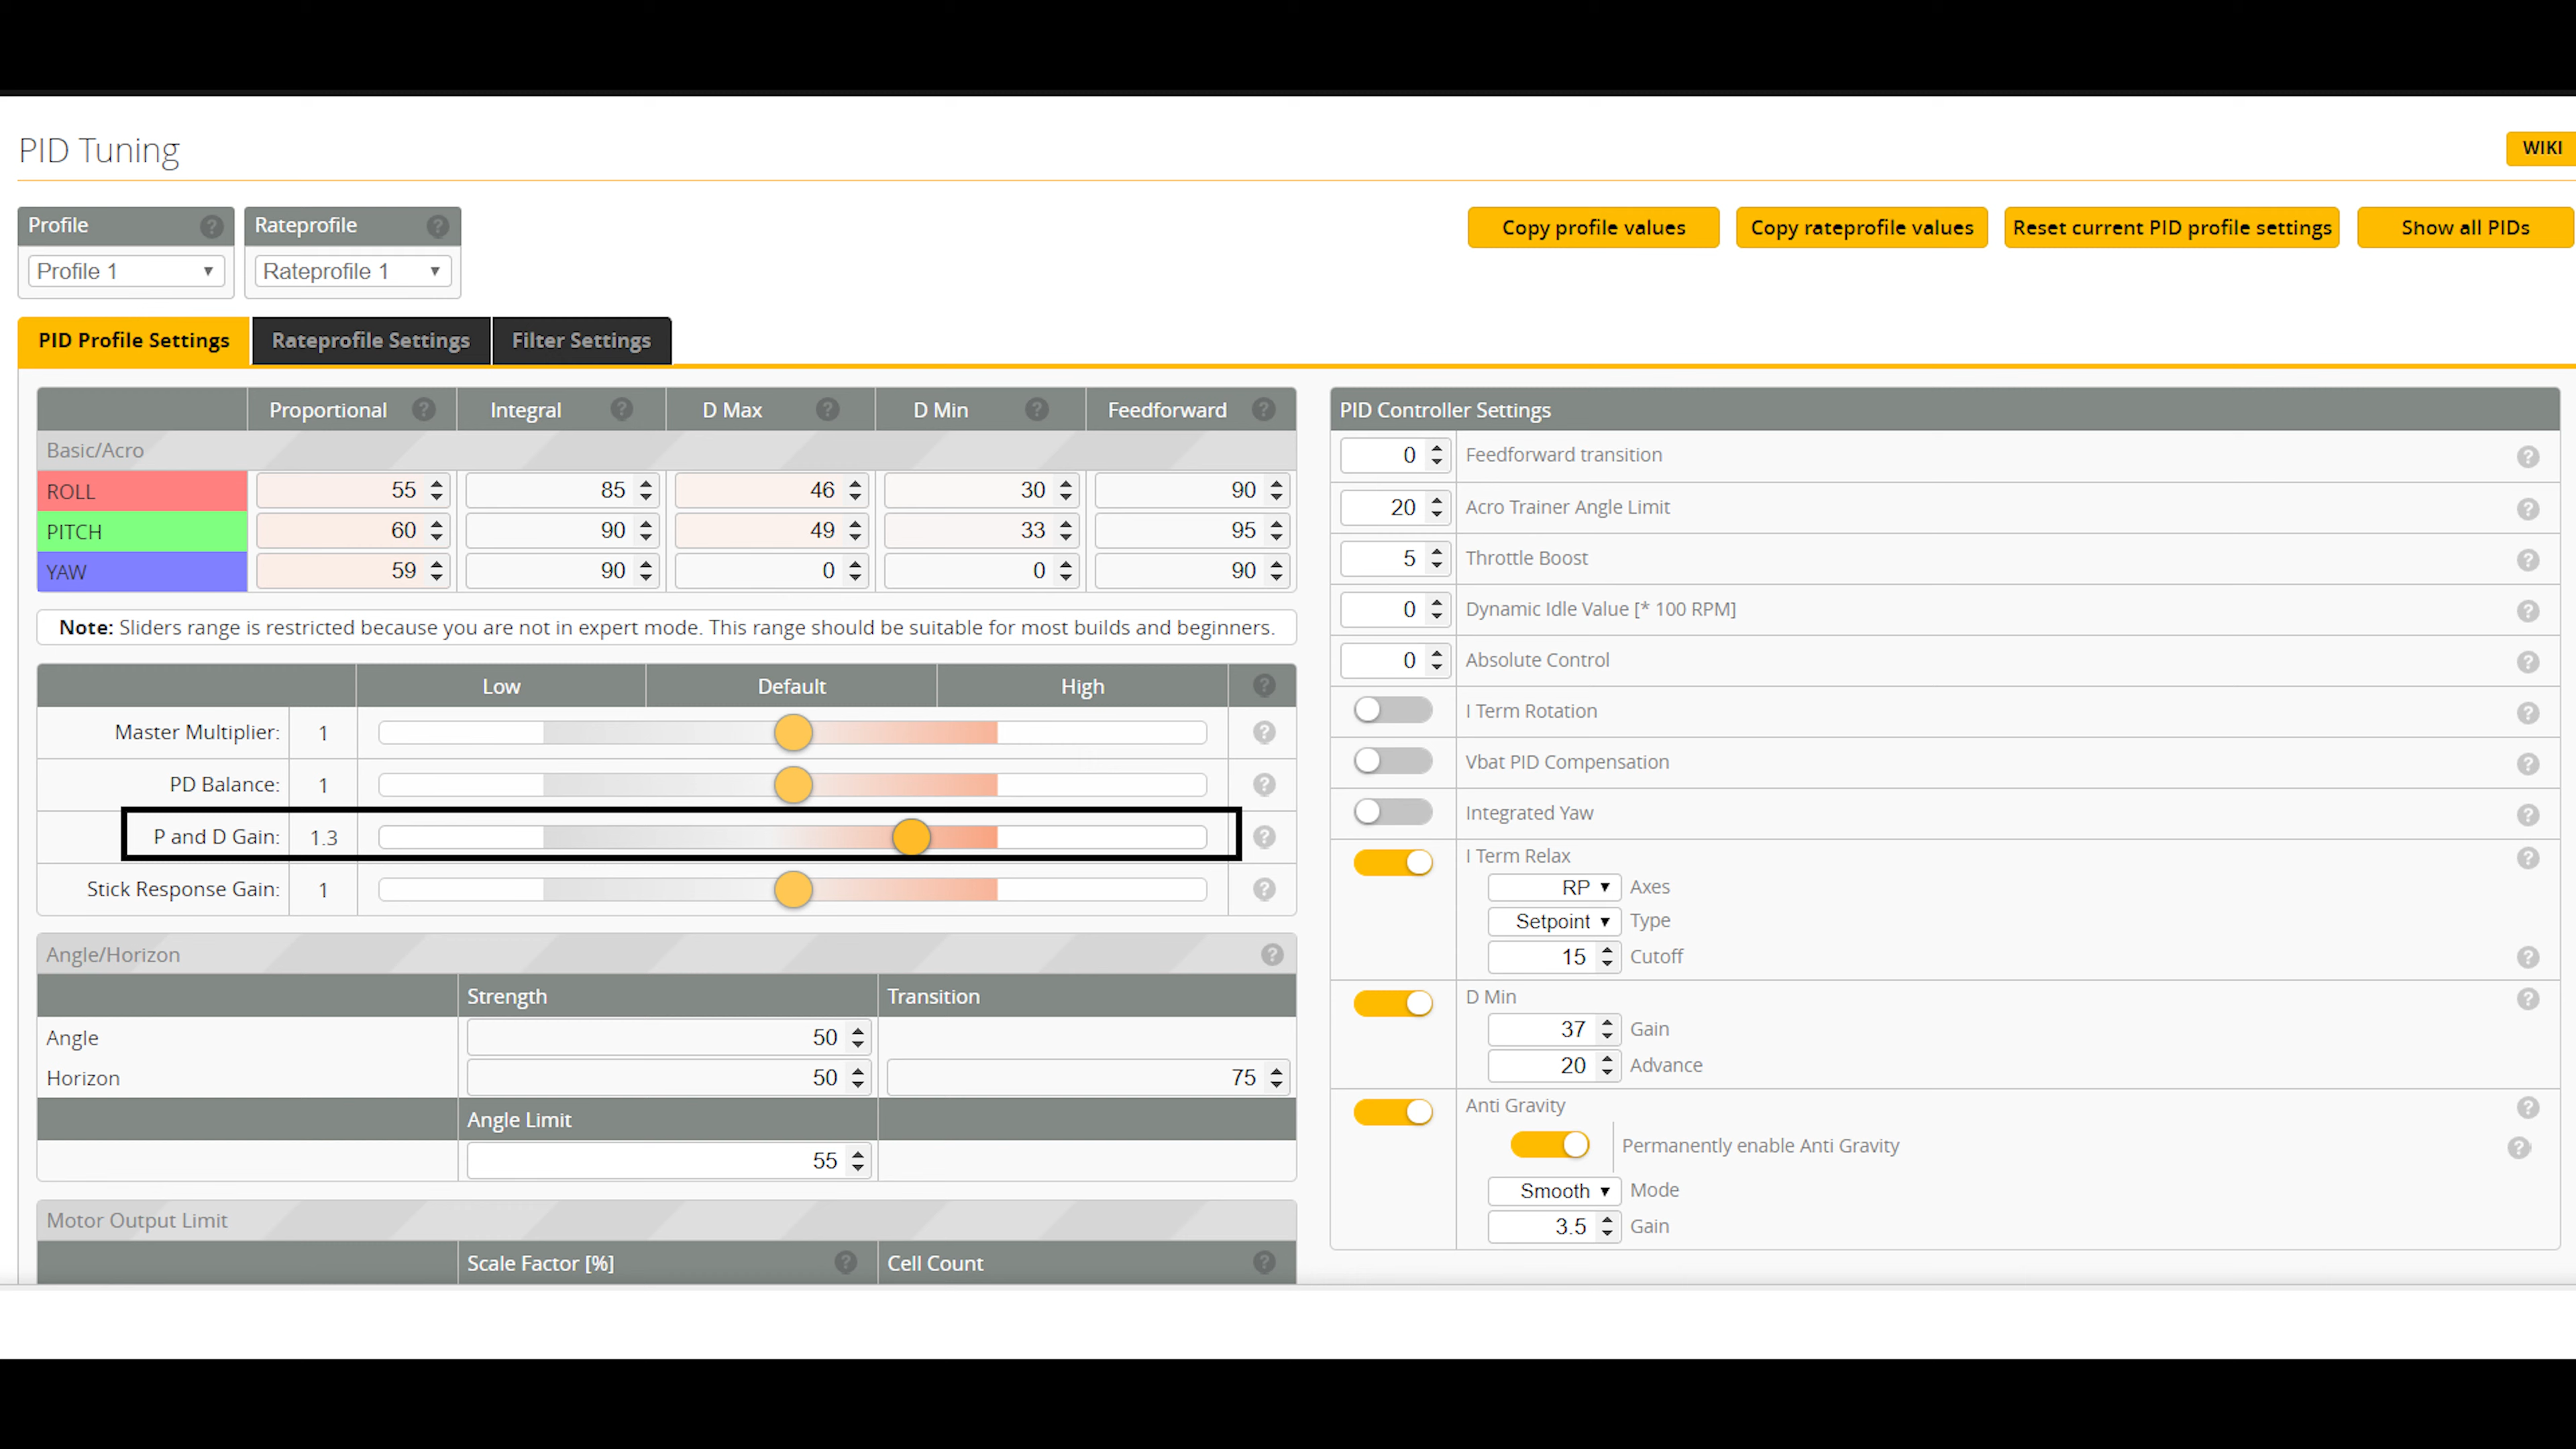 PID Tuning
WIKI
Profile
Rateprofile
Profile 1
Rateprofile 1
Copy profile values
Copy rateprofile values
Reset current PID profile settings
Show all PIDs
PID Profile Settings
Rateprofile Settings
Filter Settings
Proportional Integral D Max D Min Feedforward
Basic/Acro
ROLL 55 85 46 30 90
PITCH 60 90 49 33 95
YAW 59 90 0 0 90
Note: Sliders range is restricted because you are not in expert mode. This range should be suitable for most builds and beginners.
Low Default High
Master Multiplier: 1
PD Balance: 1
P and D Gain: 1.3
Stick Response Gain: 1
Angle/Horizon
Strength Transition
Angle 50
Horizon 50 75
Angle Limit
55
Motor Output Limit
Scale Factor [%] Cell Count
PID Controller Settings
0 Feedforward transition
20 Acro Trainer Angle Limit
5 Throttle Boost
0 Dynamic Idle Value [* 100 RPM]
0 Absolute Control
I Term Rotation
Vbat PID Compensation
Integrated Yaw
I Term Relax
RP Axes
Setpoint Type
15 Cutoff
D Min
37 Gain
20 Advance
Anti Gravity
Permanently enable Anti Gravity
Smooth Mode
3.5 Gain